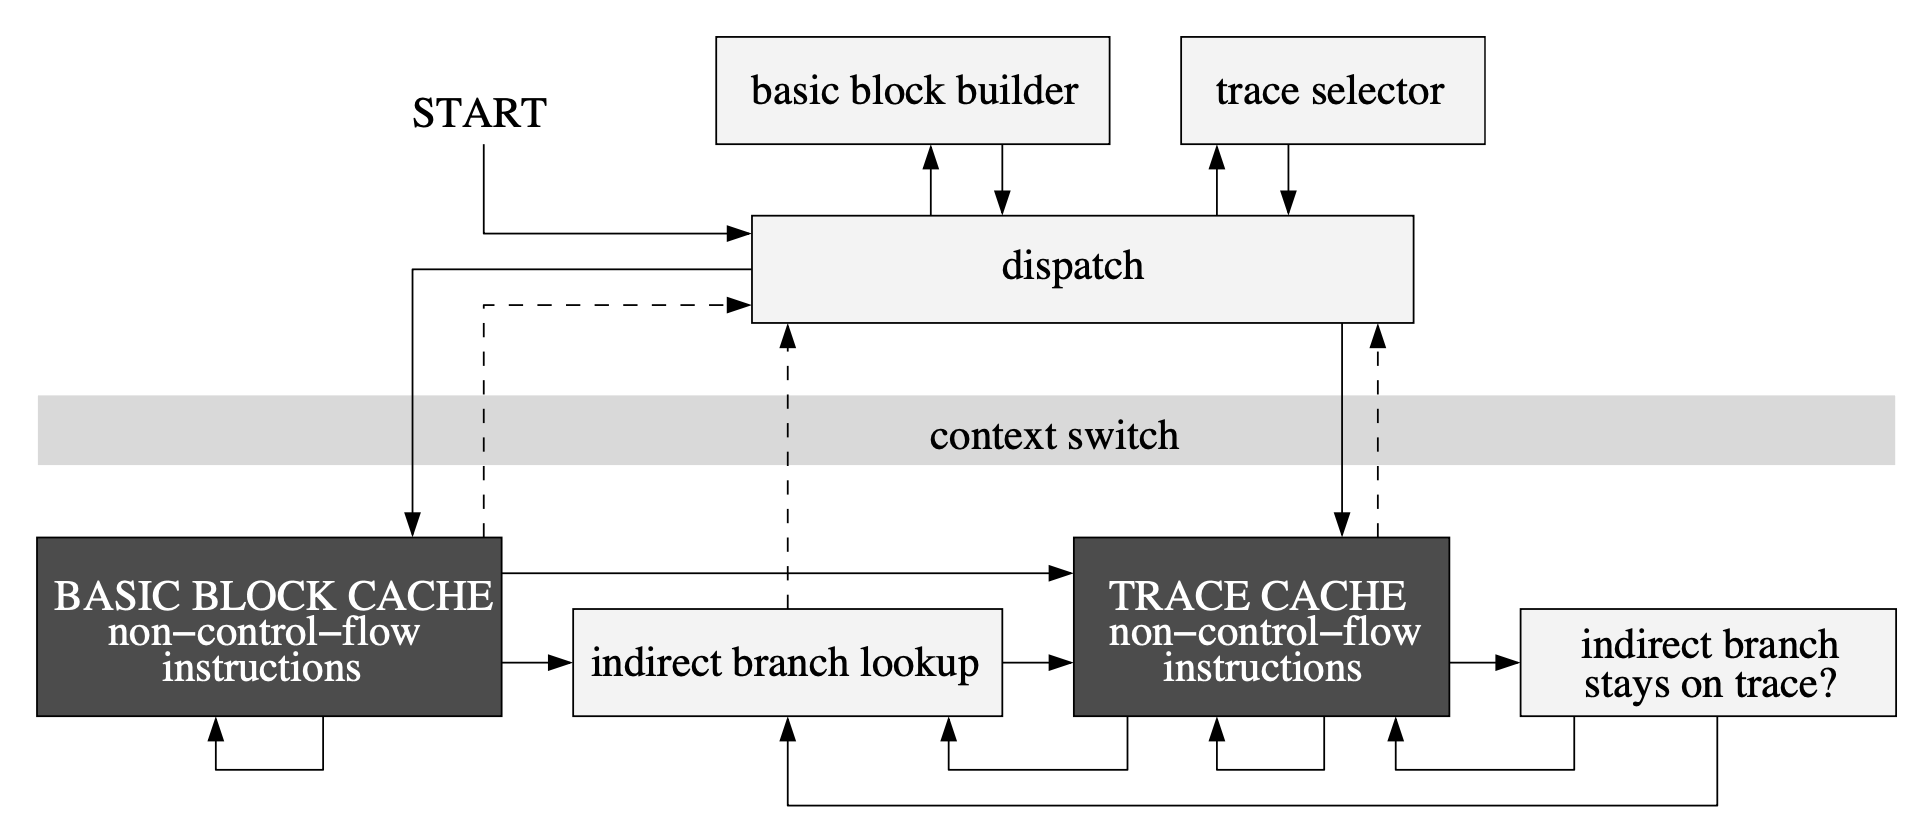 basic block builder
trace selector
START
dispatch
context switch
BASIC BLOCK CACHE
non−control−flow
instructions
indirect branch lookup
TRACE CACHE
non−control−flow
instructions
indirect branch
stays on trace?